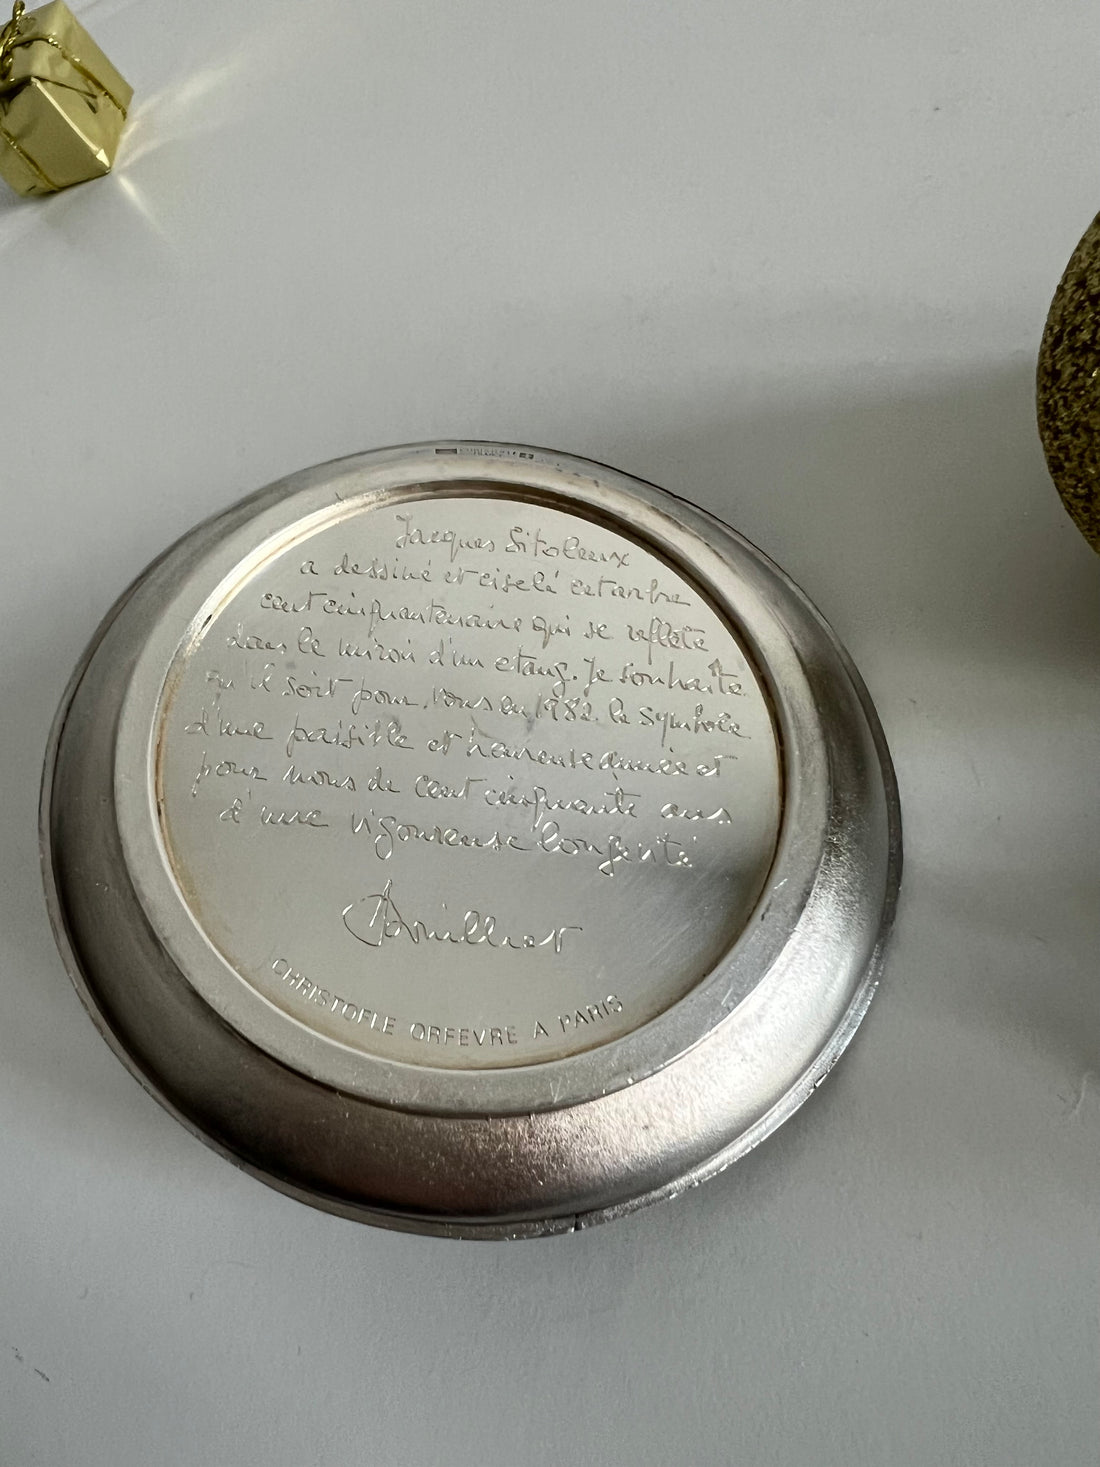 Jacques Sitoleux
a dessiné et ciselé cet arbre
cent cinquantenaire qui se reflète
dans le miroir d'un etang. Je souhaite
qu'il soit pour vous en 1982 le symbole
d'une paisible et heureuse année et
pour nous de cent cinquante ans
d'une vigoureuse longévité
Bouilhet
CHRISTOFLE ORFEVRE A PARIS